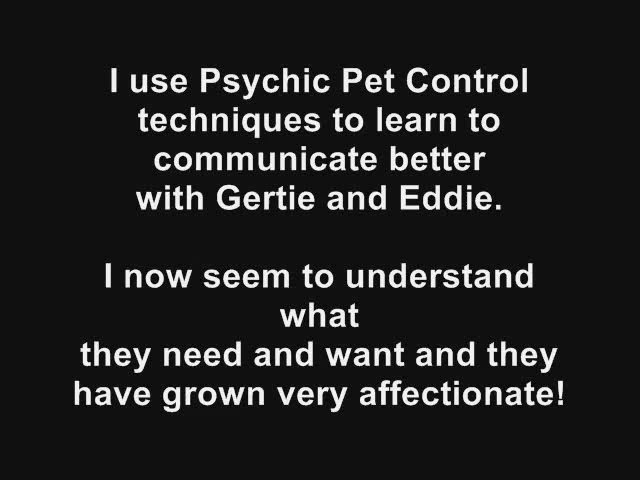 I use Psychic Pet Control
techniques to learn to
communicate better
with Gertie and Eddie.
I now seem to understand
what
they need and want and they
have grown very affectionate!